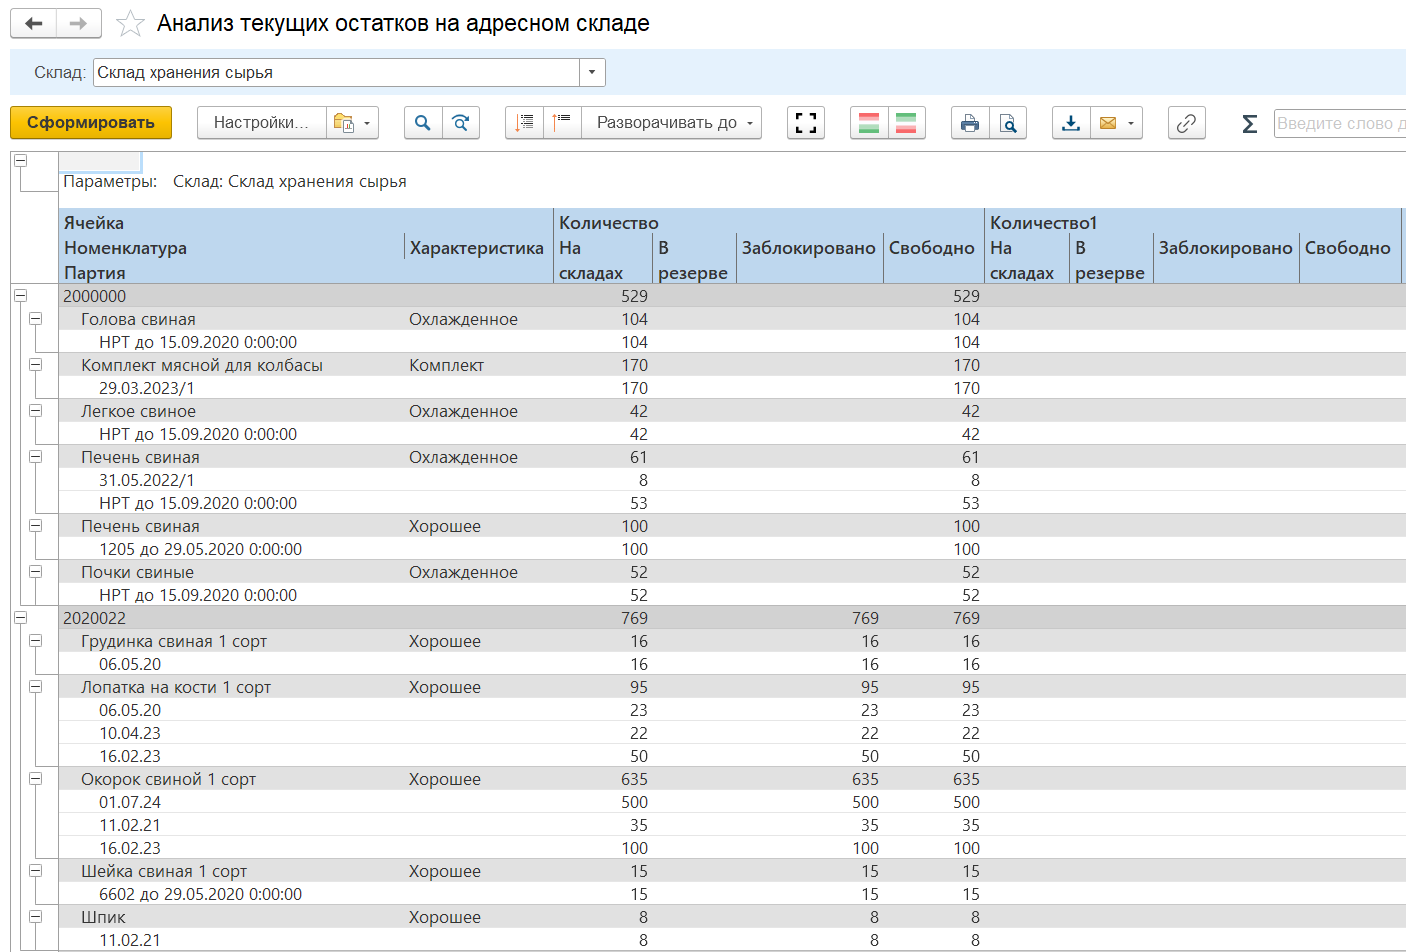 Анализ текущих остатков на адресном складе
Склад: Склад хранения сырья
Сформировать Настройки... Разворачивать до Σ Введите слово д
Параметры: Склад: Склад хранения сырья
Ячейка Количество Количество1
Номенклатура Характеристика На складах В резерве Заблокировано Свободно На складах В резерве Заблокировано Свободно
Партия
2000000 529 529
Голова свиная Охлажденное 104 104
НРТ до 15.09.2020 0:00:00 104 104
Комплект мясной для колбасы Комплект 170 170
29.03.2023/1 170 170
Легкое свиное Охлажденное 42 42
НРТ до 15.09.2020 0:00:00 42 42
Печень свиная Охлажденное 61 61
31.05.2022/1 8 8
НРТ до 15.09.2020 0:00:00 53 53
Печень свиная Хорошее 100 100
1205 до 29.05.2020 0:00:00 100 100
Почки свиные Охлажденное 52 52
НРТ до 15.09.2020 0:00:00 52 52
2020022 769 769 769
Грудинка свиная 1 сорт Хорошее 16 16 16
06.05.20 16 16 16
Лопатка на кости 1 сорт Хорошее 95 95 95
06.05.20 23 23 23
10.04.23 22 22 22
16.02.23 50 50 50
Окорок свиной 1 сорт Хорошее 635 635 635
01.07.24 500 500 500
11.02.21 35 35 35
16.02.23 100 100 100
Шейка свиная 1 сорт Хорошее 15 15 15
6602 до 29.05.2020 0:00:00 15 15 15
Шпик Хорошее 8 8 8
11.02.21 8 8 8